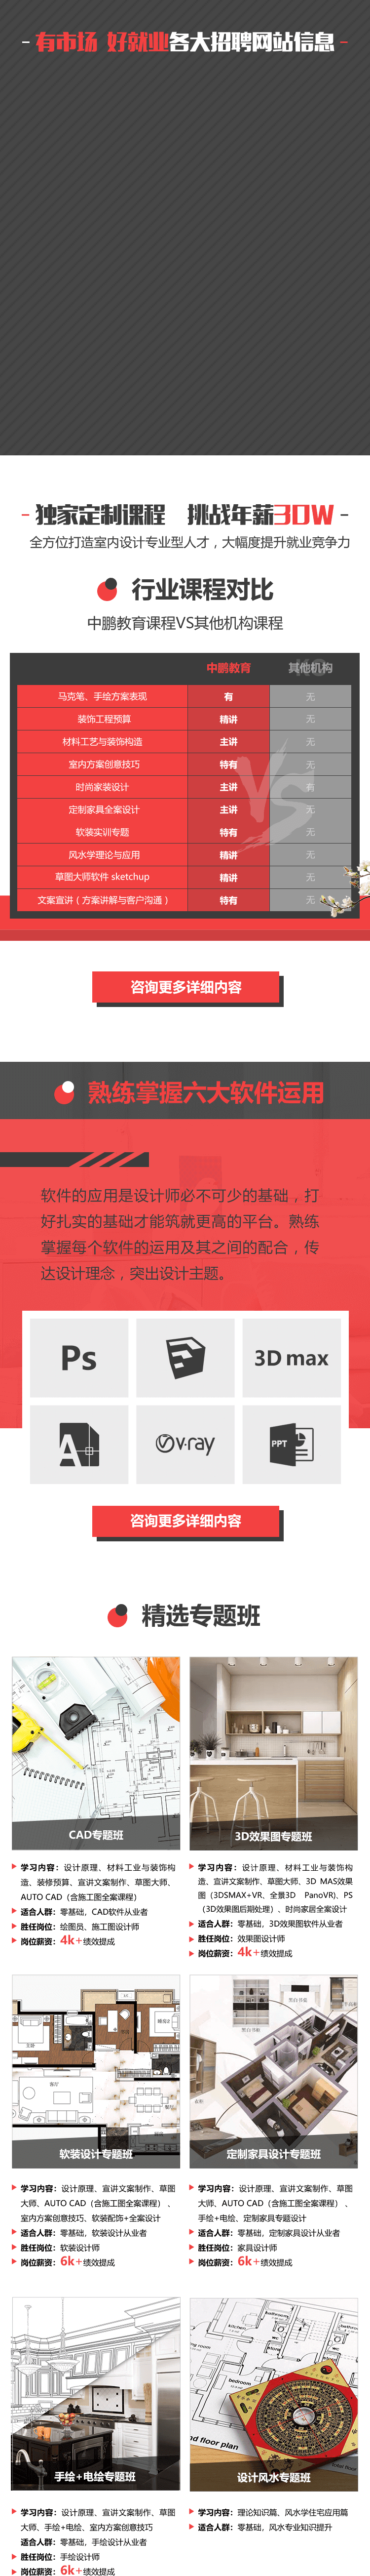 有市场 好就业各大招聘网站信息
独家定制课程 挑战年薪30W
全方位打造室内设计专业型人才，大幅度提升就业竞争力
行业课程对比
中鹏教育课程VS其他机构课程
中鹏教育 其他机构
马克笔、手绘方案表现 有 无
装饰工程预算 精讲 无
材料工艺与装饰构造 主讲 无
室内方案创意技巧 特有 无
时尚家装设计 主讲 有
定制家具全案设计 主讲 无
软装实训专题 特有 无
风水学理论与应用 精讲 无
草图大师软件 sketchup 精讲 无
文案宣讲（方案讲解与客户沟通） 特有 无
VS
咨询更多详细内容
熟练掌握六大软件运用
软件的应用是设计师必不可少的基础，打
好扎实的基础才能筑就更高的平台。熟练
掌握每个软件的运用及其之间的配合，传
达设计理念，突出设计主题。
Ps
3D max
A
v·ray
PPT
咨询更多详细内容
精选专题班
CAD专题班
学习内容：设计原理、材料工业与装饰构
造、装修预算、宣讲文案制作、草图大师、
AUTO CAD（含施工图全案课程）
适合人群：零基础，CAD软件从业者
胜任岗位：绘图员、施工图设计师
岗位薪资：4k+绩效提成
3D效果图专题班
学习内容：设计原理、材料工业与装饰构
造、宣讲文案制作、草图大师、3D MAS效果
图（3DSMAX+VR、全景3D PanoVR)、PS
（3D效果图后期处理）、时尚家居全案设计
适合人群：零基础，3D效果图软件从业者
胜任岗位：效果图设计师
岗位薪资：4k+绩效提成
软装设计专题班
学习内容：设计原理、宣讲文案制作、草图
大师、AUTO CAD（含施工图全案课程）、
室内方案创意技巧、软装配饰+全案设计
适合人群：零基础，软装设计从业者
胜任岗位：软装设计师
岗位薪资：6k+绩效提成
定制家具设计专题班
学习内容：设计原理、宣讲文案制作、草图
大师、AUTO CAD（含施工图全案课程）、
手绘+电绘、定制家具专题设计
适合人群：零基础，定制家具设计从业者
胜任岗位：家具设计师
岗位薪资：6k+绩效提成
手绘+电绘专题班
学习内容：设计原理、宣讲文案制作、草图
大师、手绘+电绘、室内方案创意技巧
适合人群：零基础，手绘设计从业者
胜任岗位：手绘设计师
岗位薪资：6k+绩效提成
bedroom
floor plan
设计风水专题班
学习内容：理论知识篇、风水学住宅应用篇
适合人群：零基础，风水专业知识提升